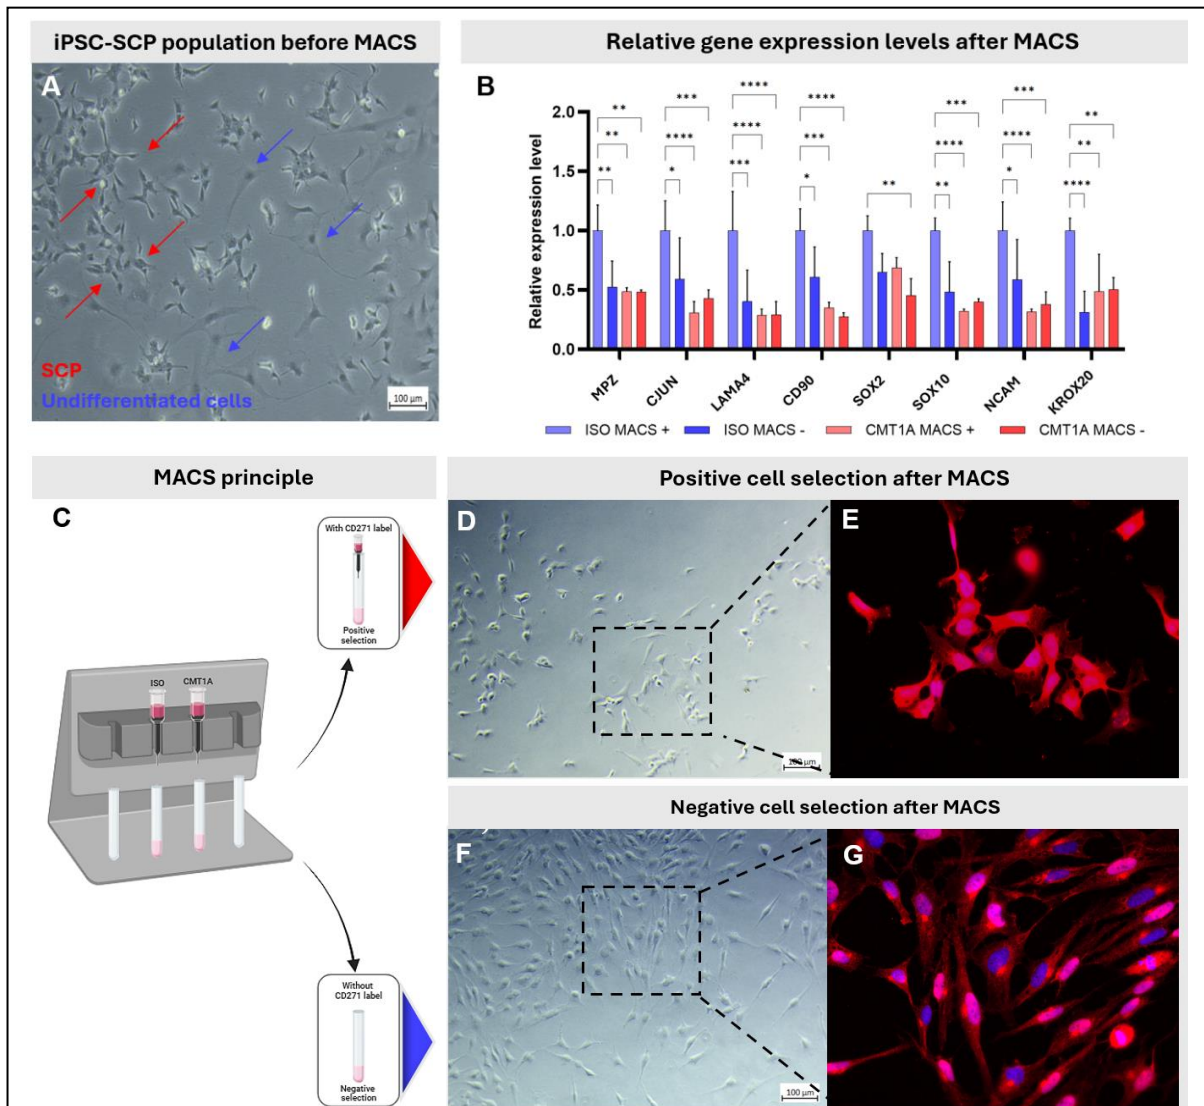 iPSC-SCP population before MACS
A
SCP
Undifferentiated cells
100 µm
Relative gene expression levels after MACS
B
Relative expression level
2.0
1.5
1.0
0.5
0.0
** ** **
* **** ***
*** **** ****
* *** ****
**
** **** ***
* **** ***
**** ** **
MPZ
CJUN
LAMA4
CD90
SOX2
SOX10
NCAM
KROX20
ISO MACS + ISO MACS - CMT1A MACS + CMT1A MACS -
MACS principle
C
With CD271 label
Positive
selection
ISO CMT1A
Without
CD271 label
Negative
selection
Positive cell selection after MACS
D
100 µm
E
Negative cell selection after MACS
F
100 µm
G